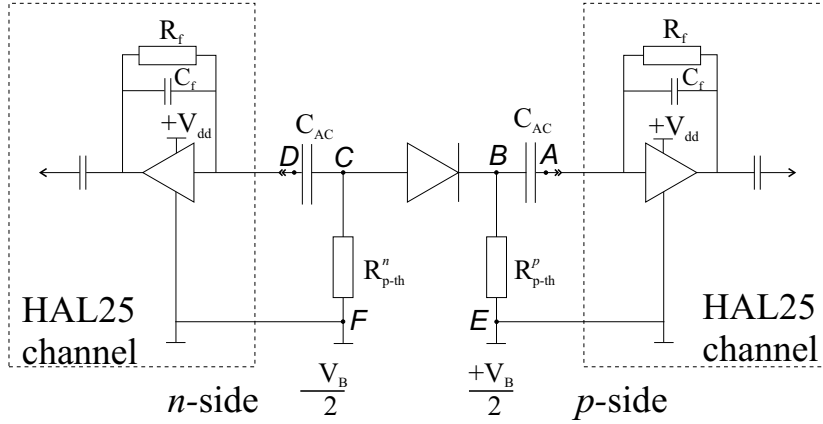 R_f
C_f
+V_dd
C_AC
D
C
B
C_AC
A
R_f
C_f
+V_dd
R^n_p-th
R^p_p-th
F
E
HAL25
channel
HAL25
channel
V_B
2
+V_B
2
n-side
p-side